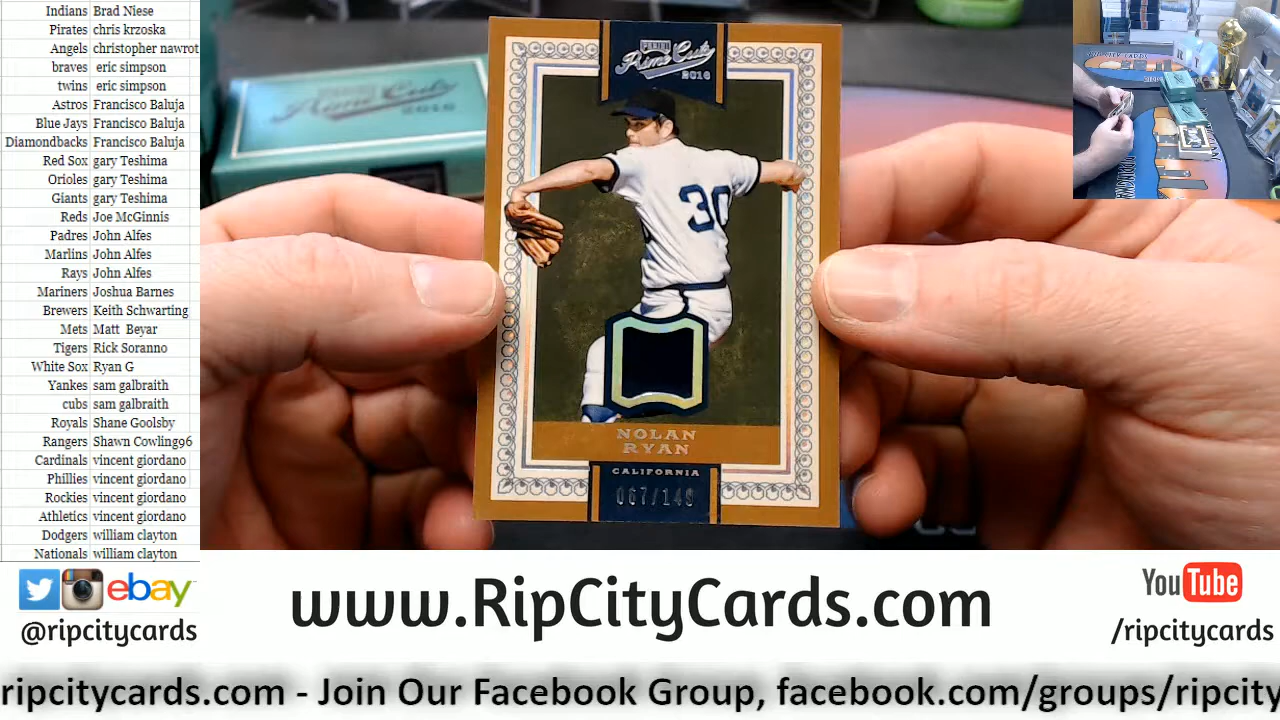 Indians Brad Niese
Pirates chris krzoska
Angels christopher nawrot
braves eric simpson
twins eric simpson
Astros Francisco Baluja
Blue Jays Francisco Baluja
Diamondbacks Francisco Baluja
Red Sox gary Teshima
Orioles gary Teshima
Giants gary Teshima
Reds Joe McGinnis
Padres John Alfes
Marlins John Alfes
Rays John Alfes
Mariners Joshua Barnes
Brewers Keith Schwarting
Mets Matt Beyar
Tigers Rick Soranno
White Sox Ryan G
Yankes sam galbraith
cubs sam galbraith
Royals Shane Goolsby
Rangers Shawn Cowling96
Cardinals vincent giordano
Phillies vincent giordano
Rockies vincent giordano
Athletics vincent giordano
Dodgers william clayton
Nationals william clayton
Prime Cuts
2016
PANINI
Prime Cuts
2016
30
NOLAN
RYAN
CALIFORNIA
067/149
ebay
@ripcitycards
www.RipCityCards.com
YouTube
/ripcitycards
ripcitycards.com - Join Our Facebook Group, facebook.com/groups/ripcity